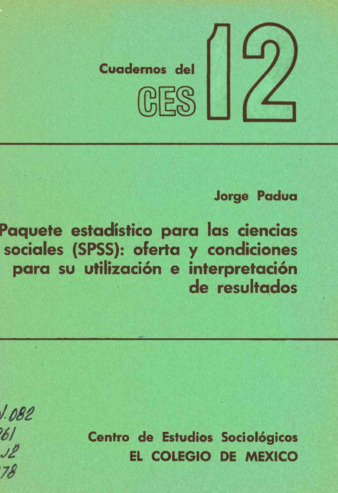 Cuadernos del
CES
12
Jorge Padua
Paquete estadístico para las ciencias
sociales (SPSS): oferta y condiciones
para su utilización e interpretación
de resultados
Centro de Estudios Sociológicos
EL COLEGIO DE MEXICO